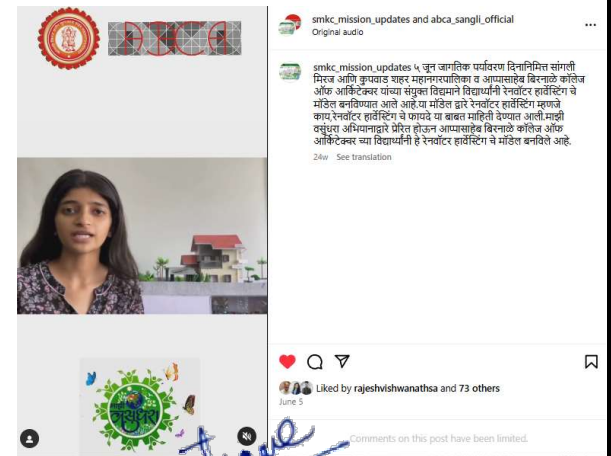 ABCA
smkc_mission_updates and abca_sangli_official
Original audio
smkc_mission_updates ५ जून जागतिक पर्यावरण दिनानिमित्त सांगली
मिरज आणि कुपवाड शहर महानगरपालिका व आप्पासाहेब बिरनाळे कॉलेज
ऑफ आर्किटेक्चर यांच्या संयुक्त विद्यमाने विद्यार्थ्यांनी रेनवॉटर हार्वेस्टिंग चे
मॉडेल बनविण्यात आले आहे.या मॉडेल द्वारे रेनवॉटर हार्वेस्टिंग म्हणजे
काय,रेनवॉटर हार्वेस्टिंग चे फायदे या बाबत माहिती देण्यात आली.माझी
वसुंधरा अभियानाद्वारे प्रेरित होऊन आप्पासाहेब बिरनाळे कॉलेज ऑफ
आर्किटेक्चर च्या विद्यार्थ्यांनी हे रेनवॉटर हार्वेस्टिंग चे मॉडेल बनविले आहे.
24w See translation
माझी
वसुंधरा
Liked by rajeshvishwanathsa and 73 others
June 5
Comments on this post have been limited.